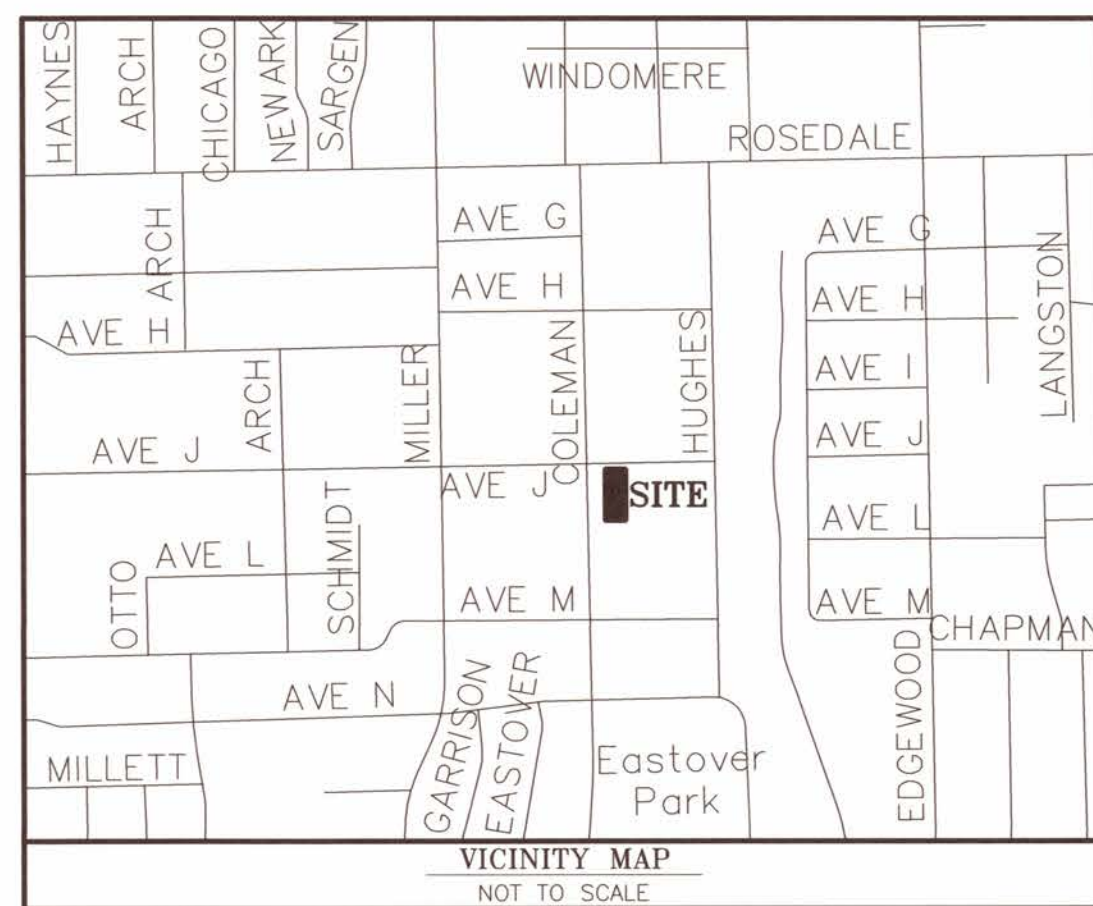 HAYNES
ARCH
CHICAGO
NEWARK
SARGEN
WINDOMERE
ROSEDALE
ARCH
AVE G
AVE G
LANGSTON
AVE H
AVE H
AVE H
COLEMAN
HUGHES
MILLER
ARCH
AVE I
AVE J
AVE J
AVE J
SITE
SCHMIDT
AVE L
AVE L
OTTO
AVE M
AVE M
CHAPMAN
EDGEWOOD
AVE N
GARRISON
EASTOVER
MILLETT
Eastover
Park
VICINITY MAP
NOT TO SCALE